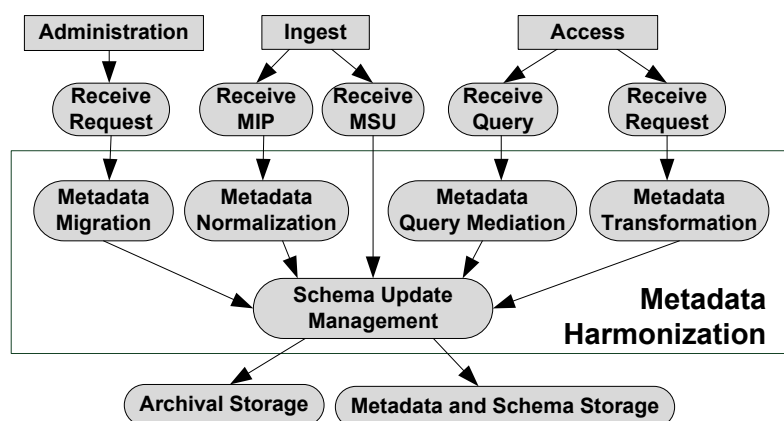 Administration
Ingest
Access
Receive
Request
Receive
MIP
Receive
MSU
Receive
Query
Receive
Request
Metadata
Migration
Metadata
Normalization
Metadata
Query Mediation
Metadata
Transformation
Schema Update
Management
Metadada
Harmonization
Archival Storage
Metadata and Schema Storage